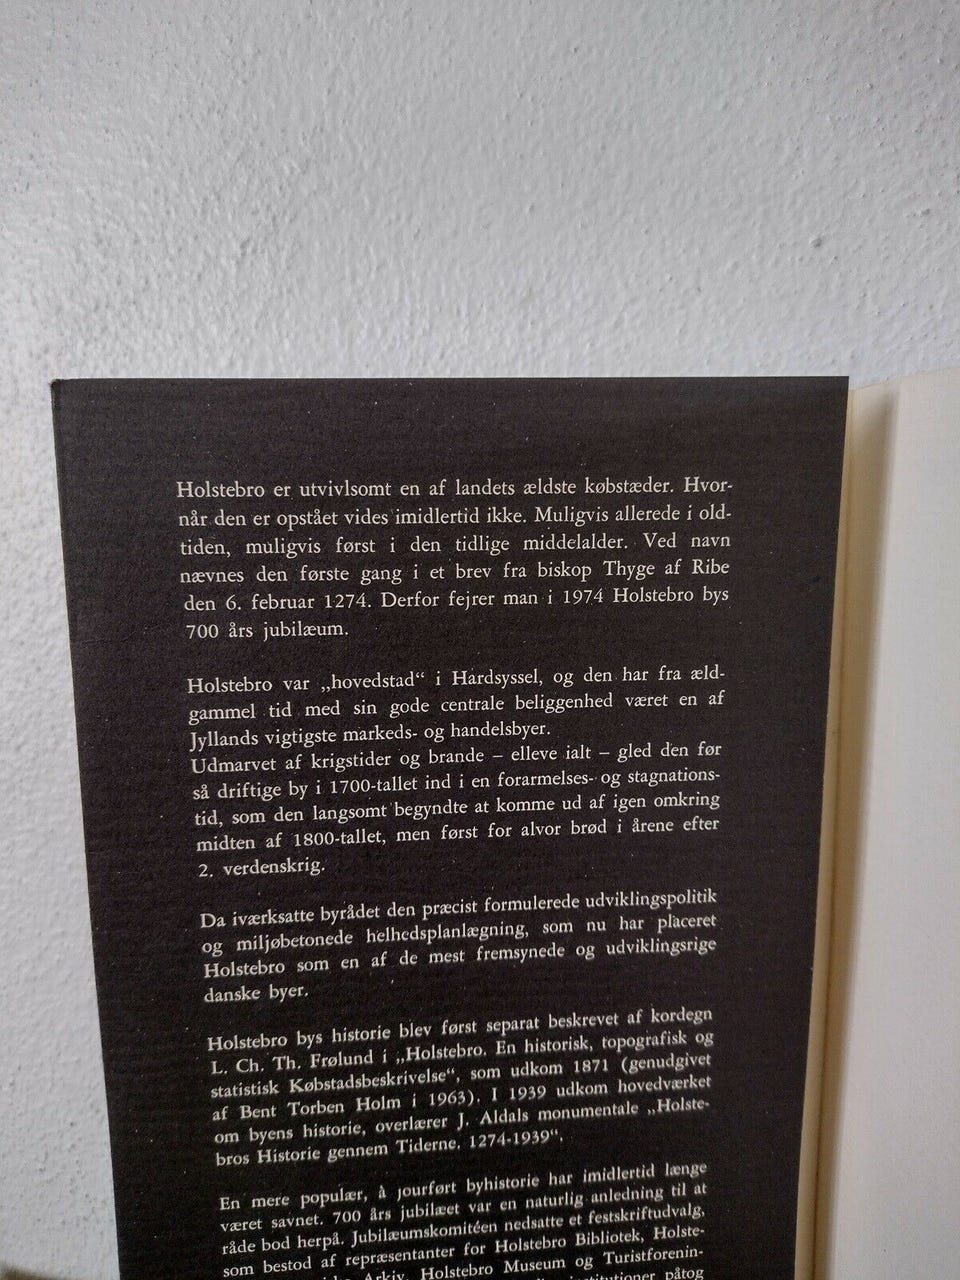 Holstebro er utvivlsomt en af landets ældste købstæder. Hvor-
når den er opstået vides imidlertid ikke. Muligvis allerede i old-
tiden, muligvis først i den tidlige middelalder. Ved navn
nævnes den første gang i et brev fra biskop Thyge af Ribe
den 6. februar 1274. Derfor fejrer man i 1974 Holstebro bys
700 års jubilæum.
Holstebro var „hovedstad“ i Hardsyssel, og den har fra æld-
gammel tid med sin gode centrale beliggenhed været en af
Jyllands vigtigste markeds- og handelsbyer.
Udmarvet af krigstider og brande – elleve ialt – gled den før
så driftige by i 1700-tallet ind i en forarmelses- og stagnations-
tid, som den langsomt begyndte at komme ud af igen omkring
midten af 1800-tallet, men først for alvor brød i årene efter
2. verdenskrig.
Da iværksatte byrådet den præcist formulerede udviklingspolitik
og miljøbetonede helhedsplanlægning, som nu har placeret
Holstebro som en af de mest fremsynede og udviklingsrige
danske byer.
Holstebro bys historie blev først separat beskrevet af kordegn
L. Ch. Th. Frølund i „Holstebro. En historisk, topografisk og
statistisk Købstadsbeskrivelse“, som udkom 1871 (genudgivet
af Bent Torben Holm i 1963). I 1939 udkom hovedværket
om byens historie, overlærer J. Aldals monumentale „Holste-
bros Historie gennem Tiderne. 1274-1939“.
En mere populær, à jourført byhistorie har imidlertid længe
været savnet. 700 års jubilæet var en naturlig anledning til at
råde bod herpå. Jubilæumskomitéen nedsatte et festskriftudvalg,
som bestod af repræsentanter for Holstebro Bibliotek, Holste-
Arkiv, Holstebro Museum og Turistforenin-
institutioner påtog